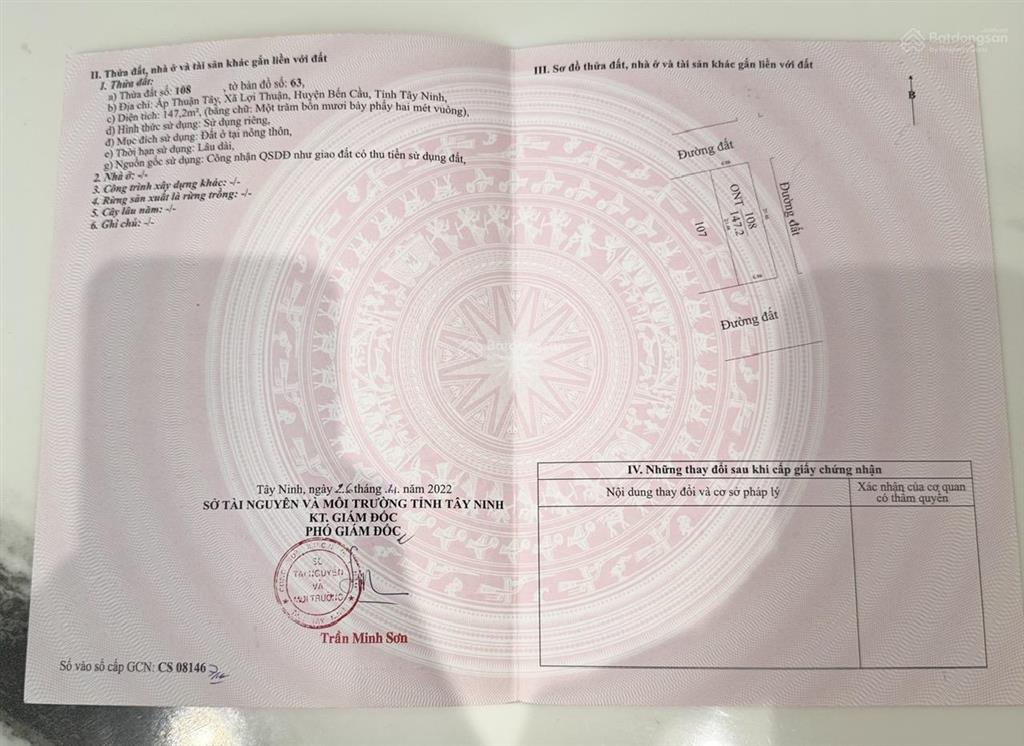 Batdongsan
by PropertyGuru
II. Thửa đất, nhà ở và tài sản khác gắn liền với đất
1. Thửa đất:
a) Thửa đất số: 108 , tờ bản đồ số: 63,
b) Địa chỉ: Ấp Thuận Tây, Xã Lợi Thuận, Huyện Bến Cầu, Tỉnh Tây Ninh,
c) Diện tích: 147,2m², (bằng chữ: Một trăm bốn mươi bảy phẩy hai mét vuông),
d) Hình thức sử dụng: Sử dụng riêng,
đ) Mục đích sử dụng: Đất ở tại nông thôn,
e) Thời hạn sử dụng: Lâu dài,
g) Nguồn gốc sử dụng: Công nhận QSDĐ như giao đất có thu tiền sử dụng đất,
2. Nhà ở: -/-
3. Công trình xây dựng khác: -/-
4. Rừng sản xuất là rừng trồng: -/-
5. Cây lâu năm: -/-
6. Ghi chú: -/-
Tây Ninh, ngày 26 tháng, năm 2022
SỞ TÀI NGUYÊN VÀ MÔI TRƯỜNG TỈNH TÂY NINH
KT. GIÁM ĐỐC
PHÓ GIÁM ĐỐC
SỞ
TÀI NGUYÊN
VÀ
MÔI TRƯỜNG
Trần Minh Sơn
Số vào sổ cấp GCN: CS 08146
III. Sơ đồ thửa đất, nhà ở và tài sản khác gắn liền với đất
B
Đường đất
Đường đất
108
ONT 147.2
107
Đường đất
IV. Những thay đổi sau khi cấp giấy chứng nhận
Nội dung thay đổi và cơ sở pháp lý
Xác nhận của cơ quan
có thẩm quyền